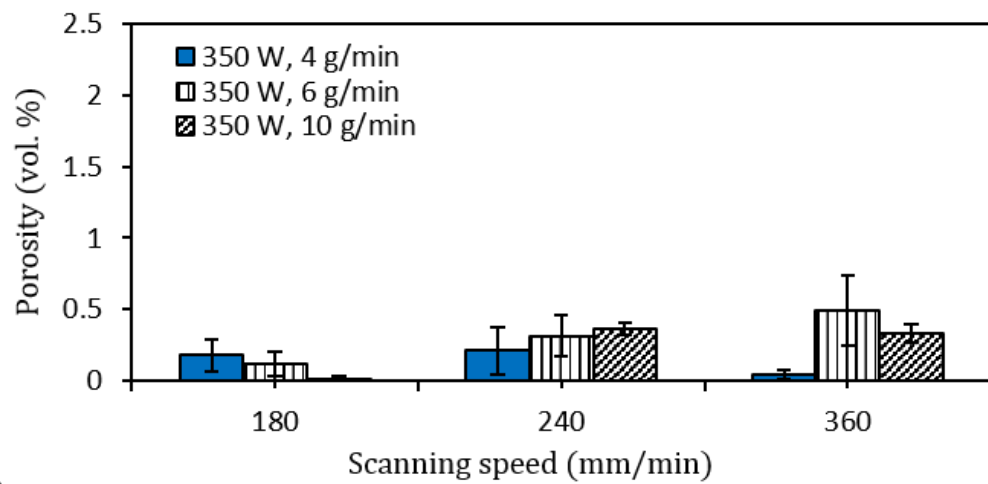 2.5
2
1.5
1
0.5
0
Porosity (vol. %)
350 W, 4 g/min
350 W, 6 g/min
350 W, 10 g/min
180 240 360
Scanning speed (mm/min)